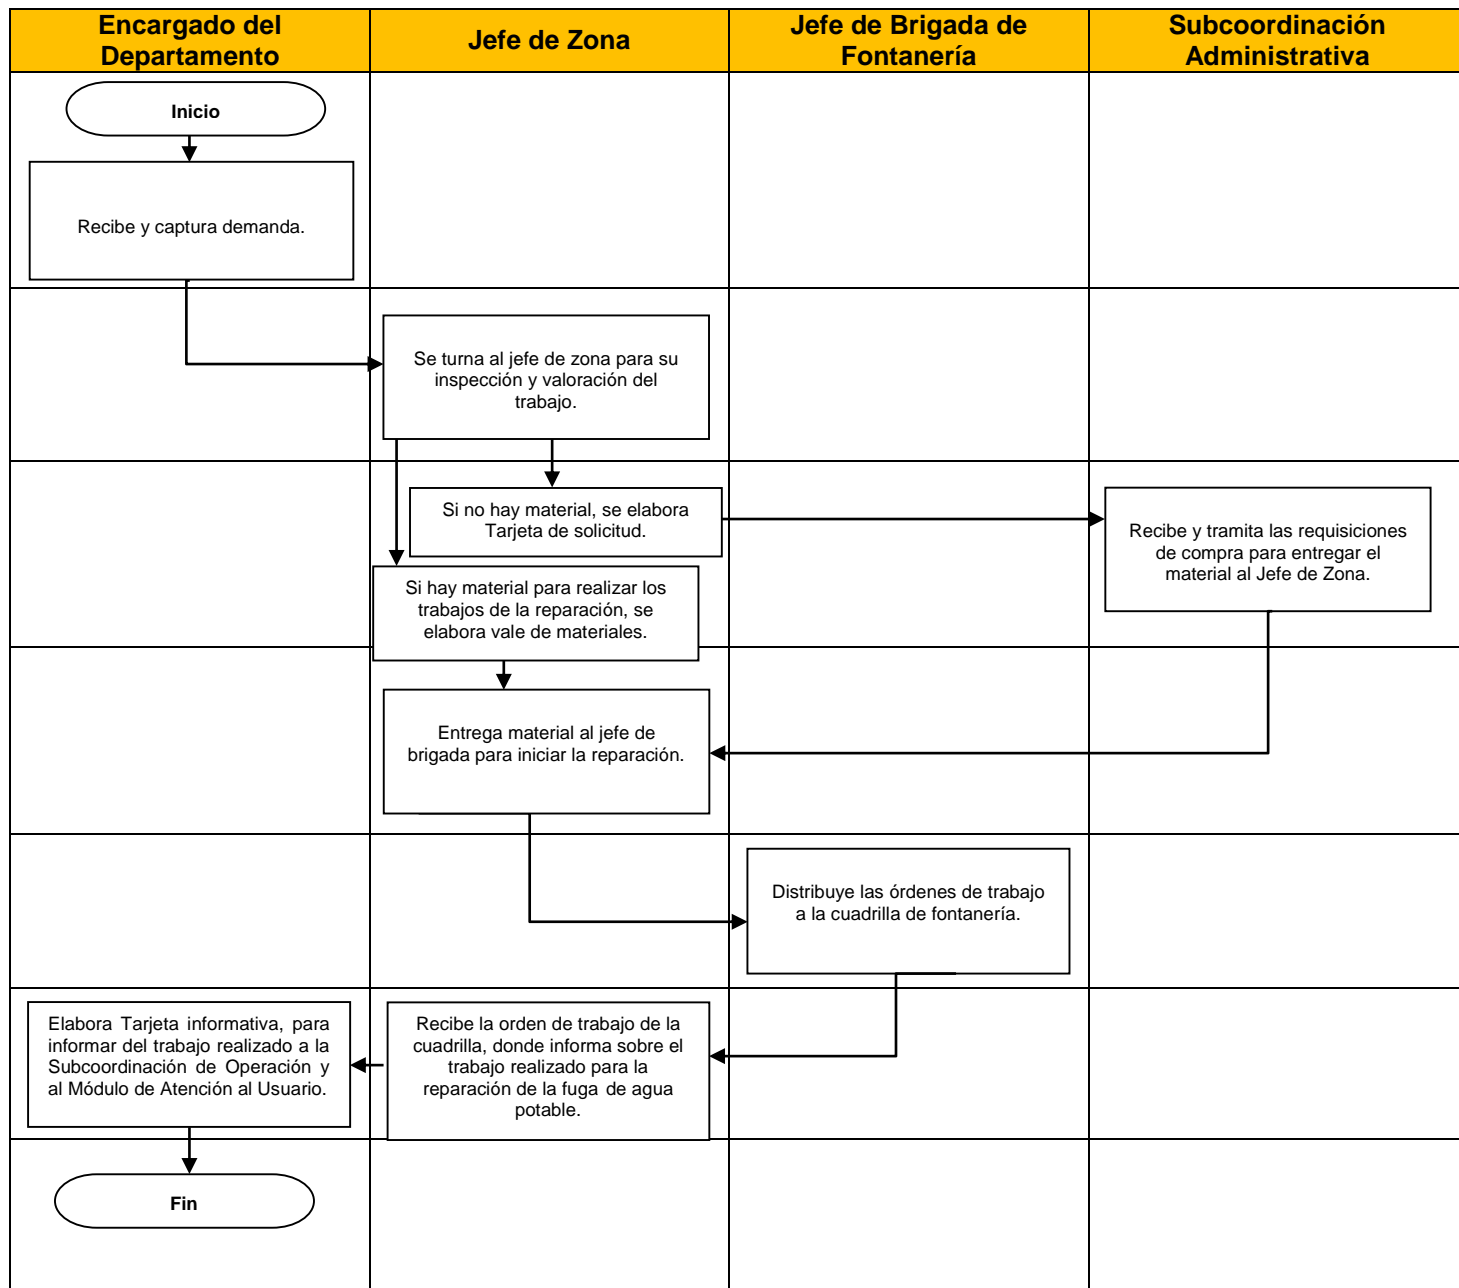 Encargado del
Departamento
Jefe de Zona
Jefe de Brigada de
Fontanería
Subcoordinación
Administrativa
Inicio
Recibe y captura demanda.
Se turna al jefe de zona para su
inspección y valoración del
trabajo.
Si no hay material, se elabora
Tarjeta de solicitud.
Recibe y tramita las requisiciones
de compra para entregar el
material al Jefe de Zona.
Si hay material para realizar los
trabajos de la reparación, se
elabora vale de materiales.
Entrega material al jefe de
brigada para iniciar la reparación.
Distribuye las órdenes de trabajo
a la cuadrilla de fontanería.
Elabora Tarjeta informativa, para
informar del trabajo realizado a la
Subcoordinación de Operación y
al Módulo de Atención al Usuario.
Recibe la orden de trabajo de la
cuadrilla, donde informa sobre el
trabajo realizado para la
reparación de la fuga de agua
potable.
Fin